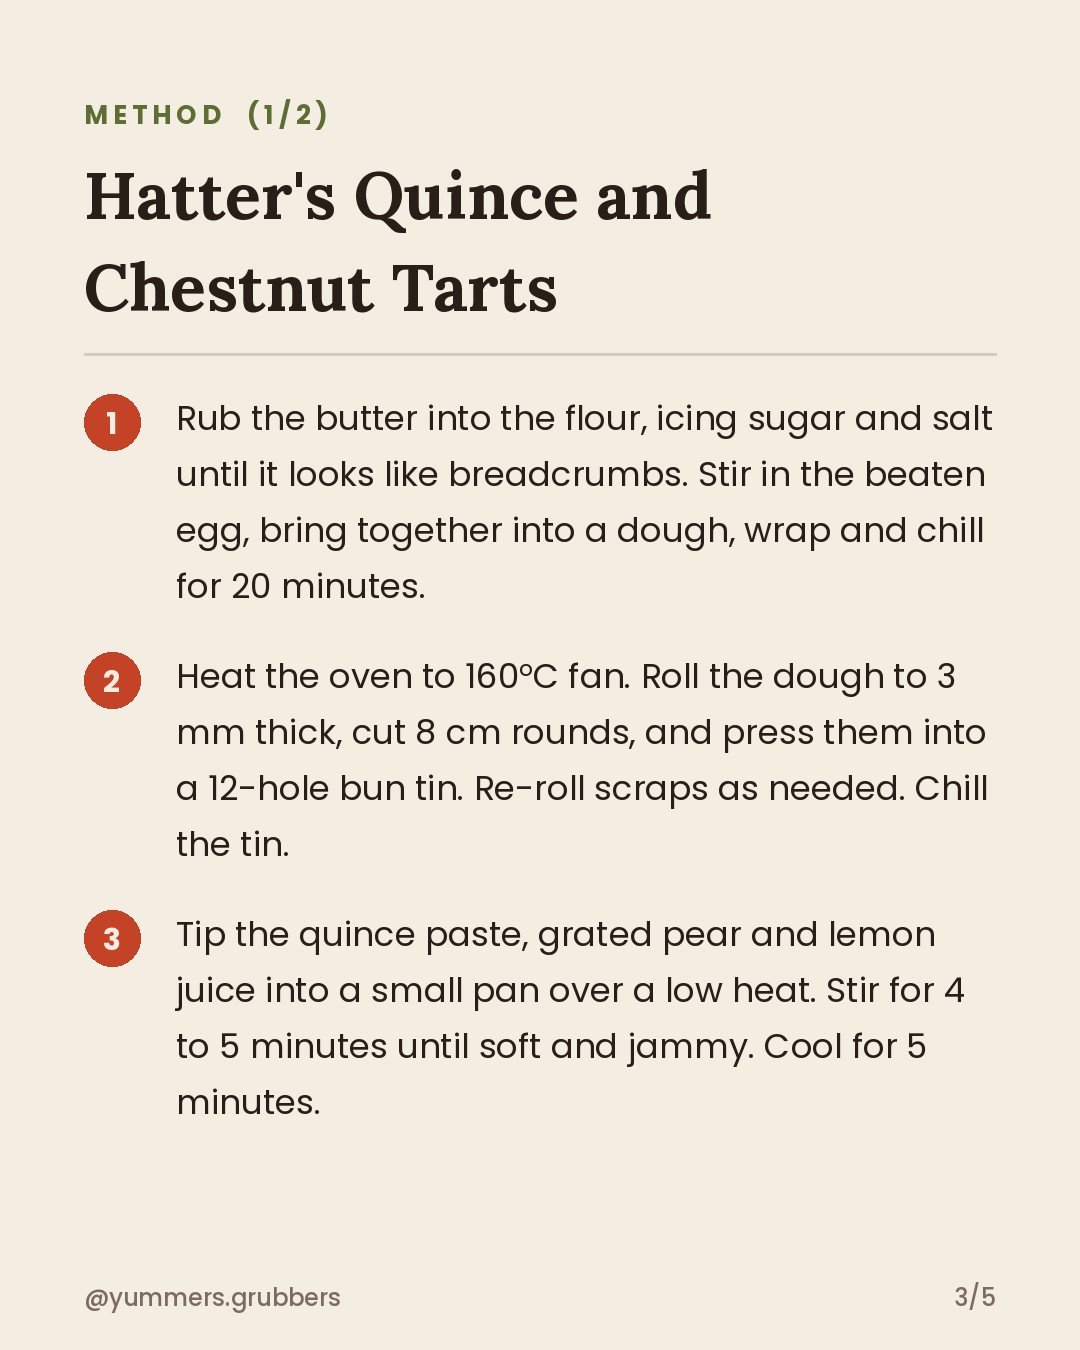 METHOD (1/2)
Hatter's Quince and
Chestnut Tarts
1 Rub the butter into the flour, icing sugar and salt
until it looks like breadcrumbs. Stir in the beaten
egg, bring together into a dough, wrap and chill
for 20 minutes.
2 Heat the oven to 160°C fan. Roll the dough to 3
mm thick, cut 8 cm rounds, and press them into
a 12-hole bun tin. Re-roll scraps as needed. Chill
the tin.
3 Tip the quince paste, grated pear and lemon
juice into a small pan over a low heat. Stir for 4
to 5 minutes until soft and jammy. Cool for 5
minutes.
@yummers.grubbers 3/5